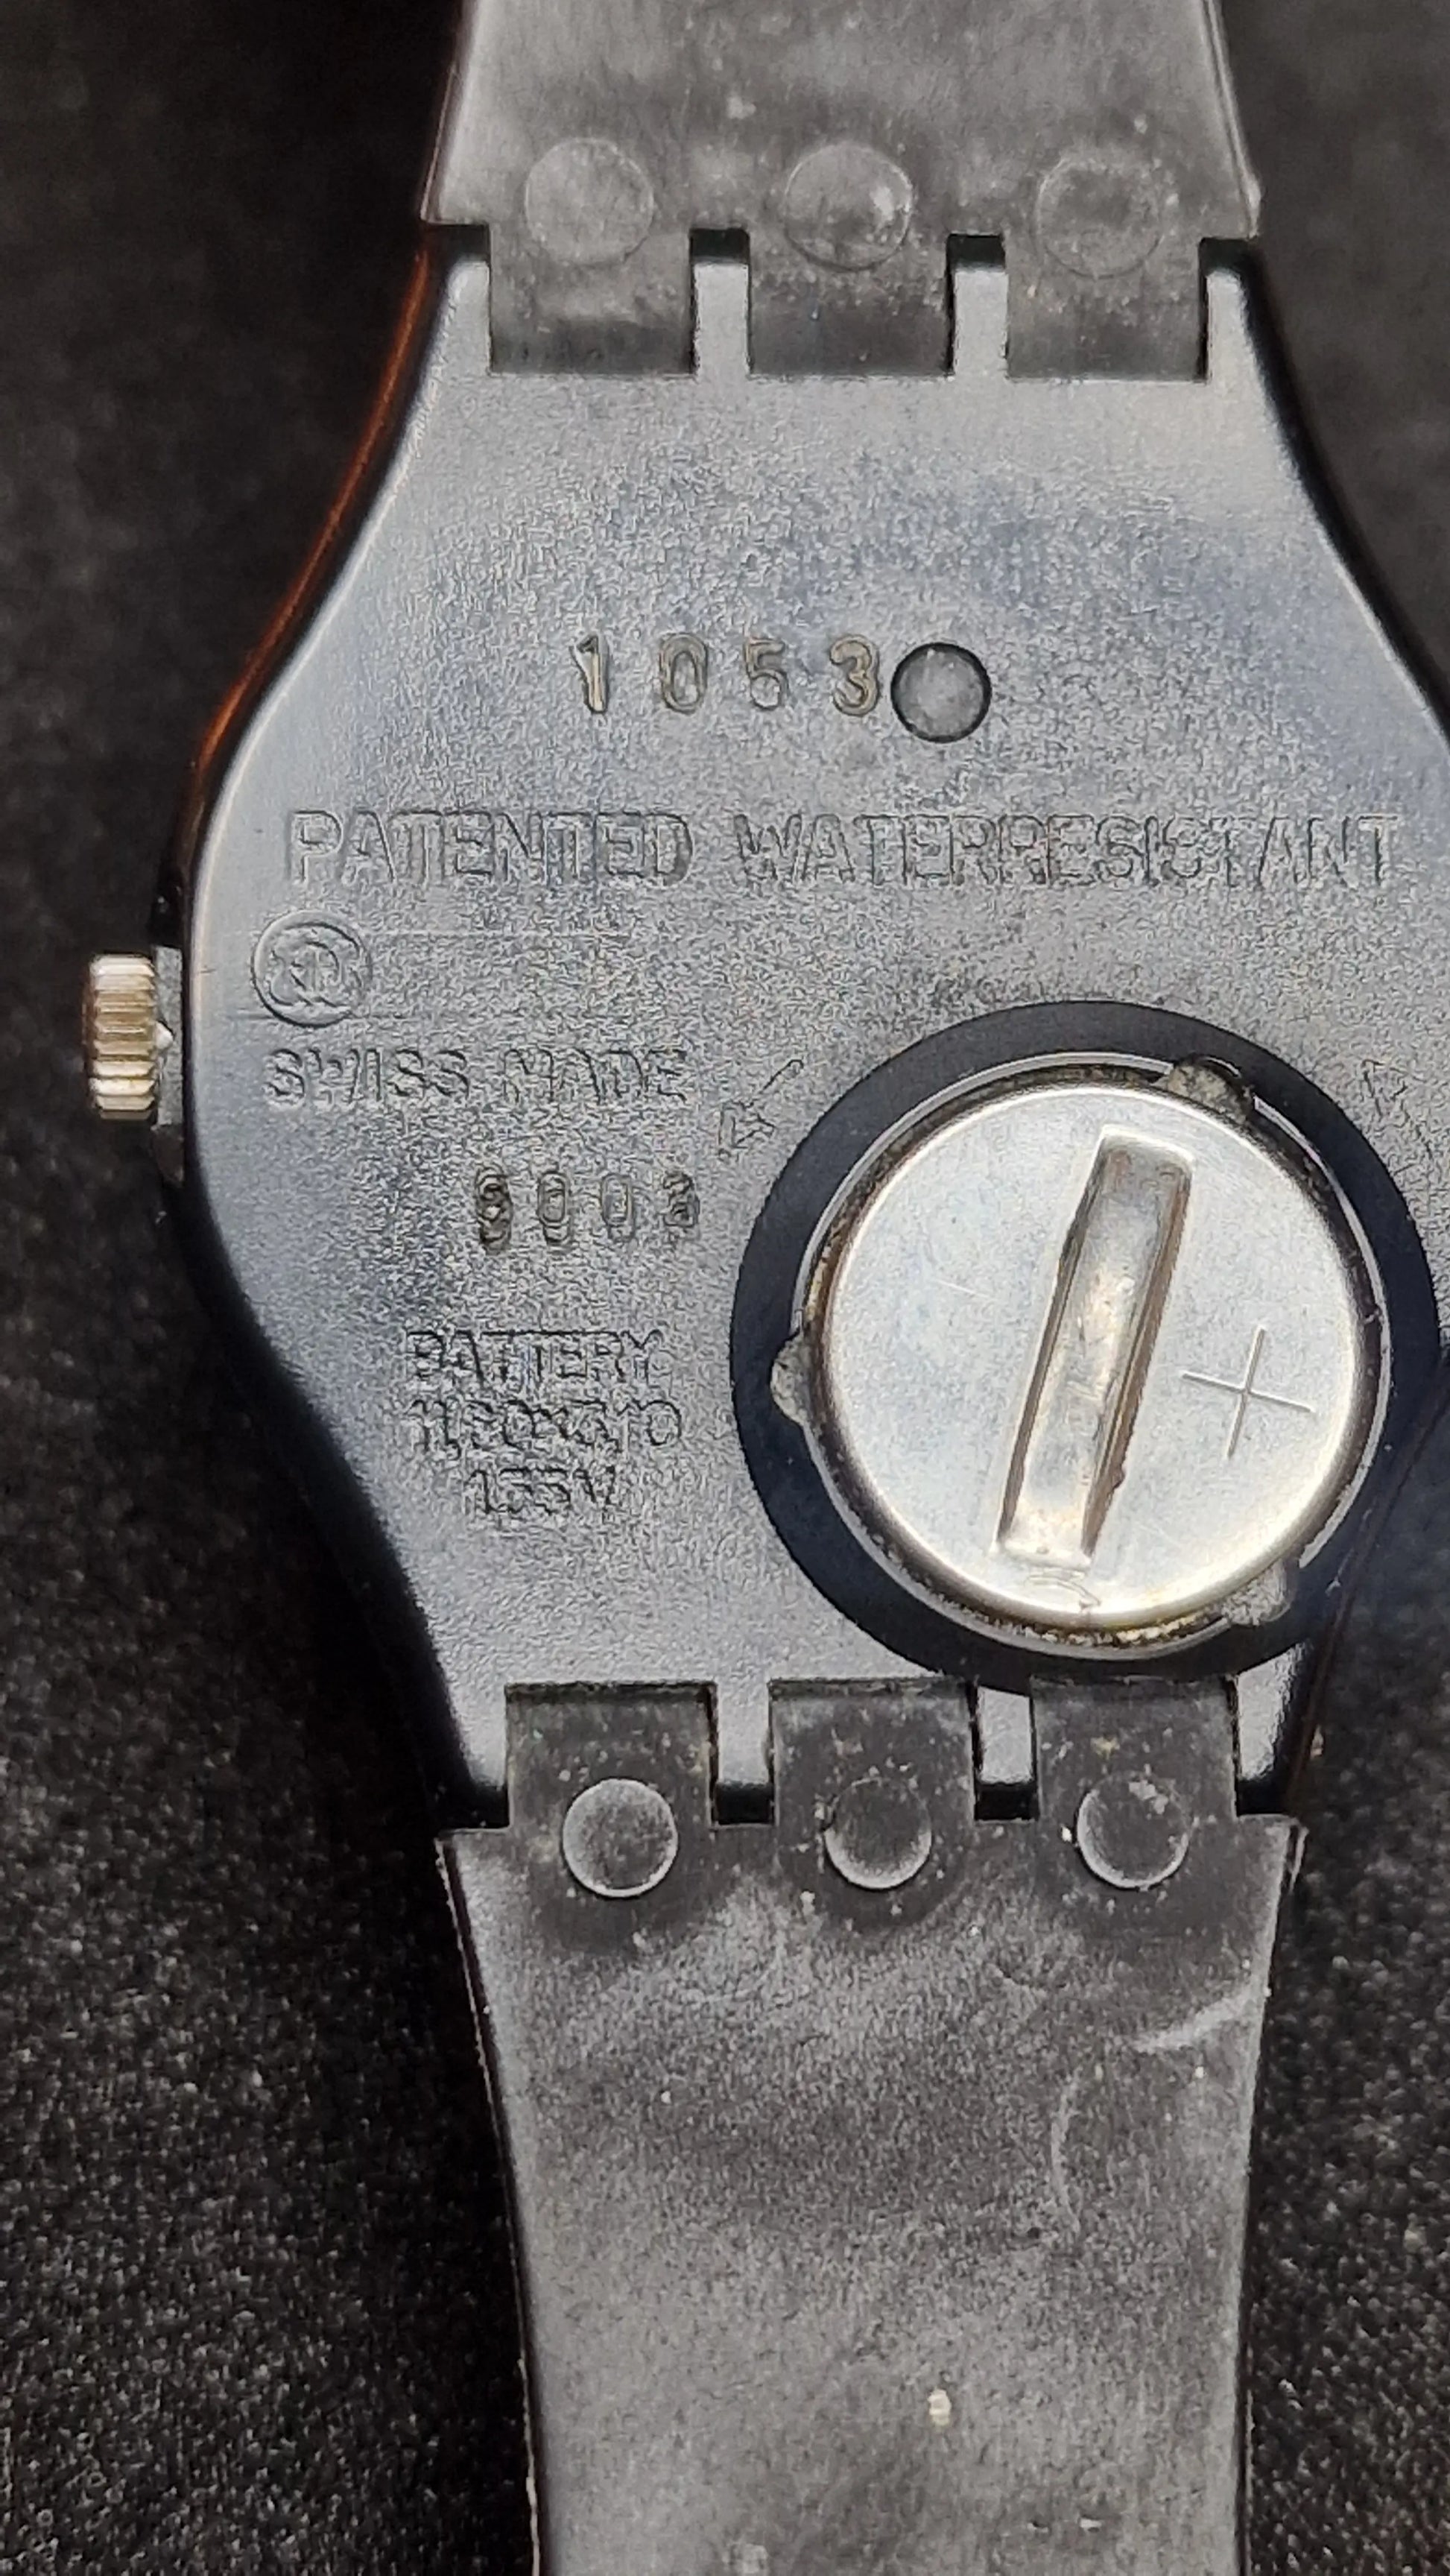 1053
PATENTED WATERRESISTANT
SWISS MADE
BATTERY
1.55V
+